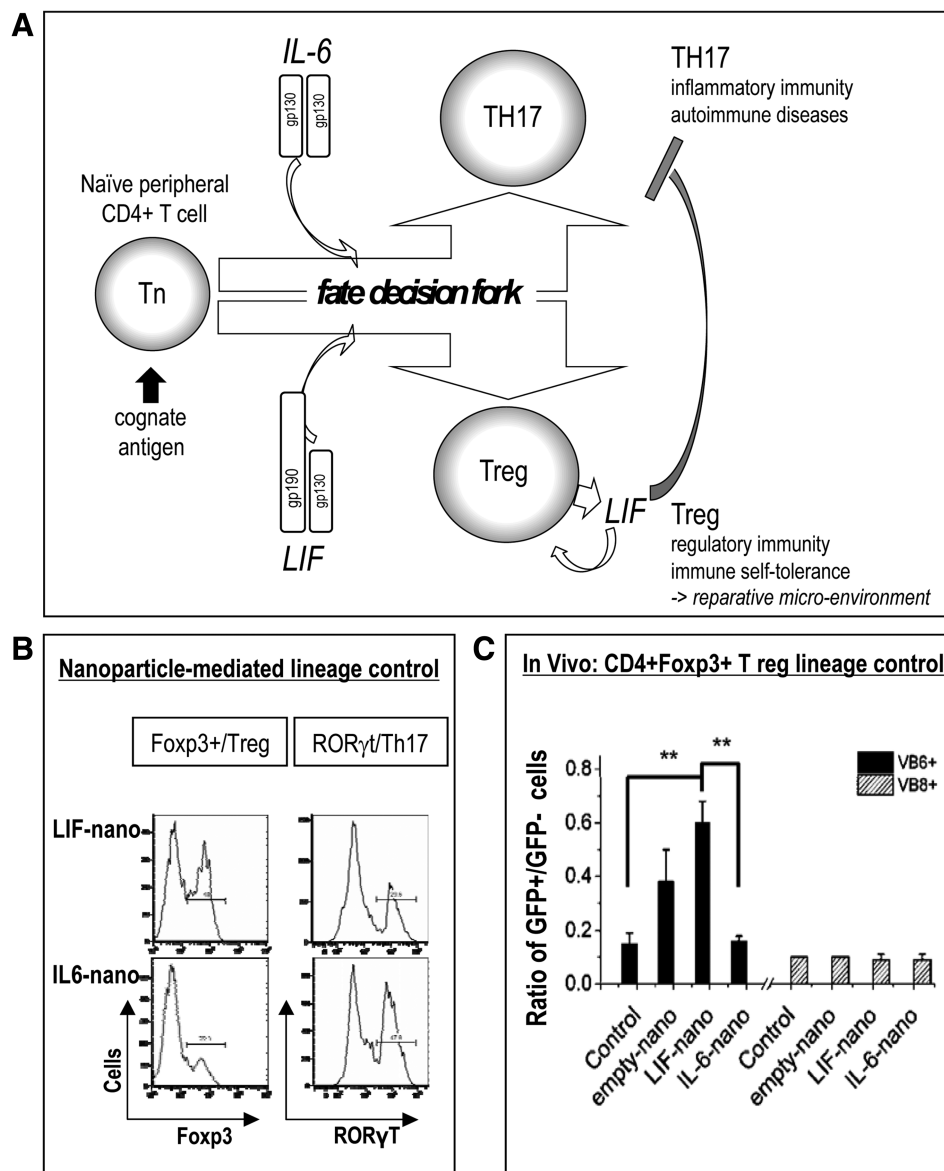 A
IL-6
gp130
gp130
TH17
TH17
inflammatory immunity
autoimmune diseases
Naïve peripheral
CD4+ T cell
Tn
fate decision fork
cognate
antigen
gp190
gp130
LIF
Treg
LIF
Treg
regulatory immunity
immune self-tolerance
-> reparative micro-environment
B
Nanoparticle-mediated lineage control
Foxp3+/Treg
RORγt/Th17
LIF-nano
IL6-nano
Cells
Foxp3
RORγT
C
In Vivo: CD4+Foxp3+ T reg lineage control
Ratio of GFP+/GFP- cells
0.8
0.6
0.4
0.2
0.0
**
**
VB6+
VB8+
Control
empty-nano
LIF-nano
IL-6-nano
Control
empty-nano
LIF-nano
IL-6-nano